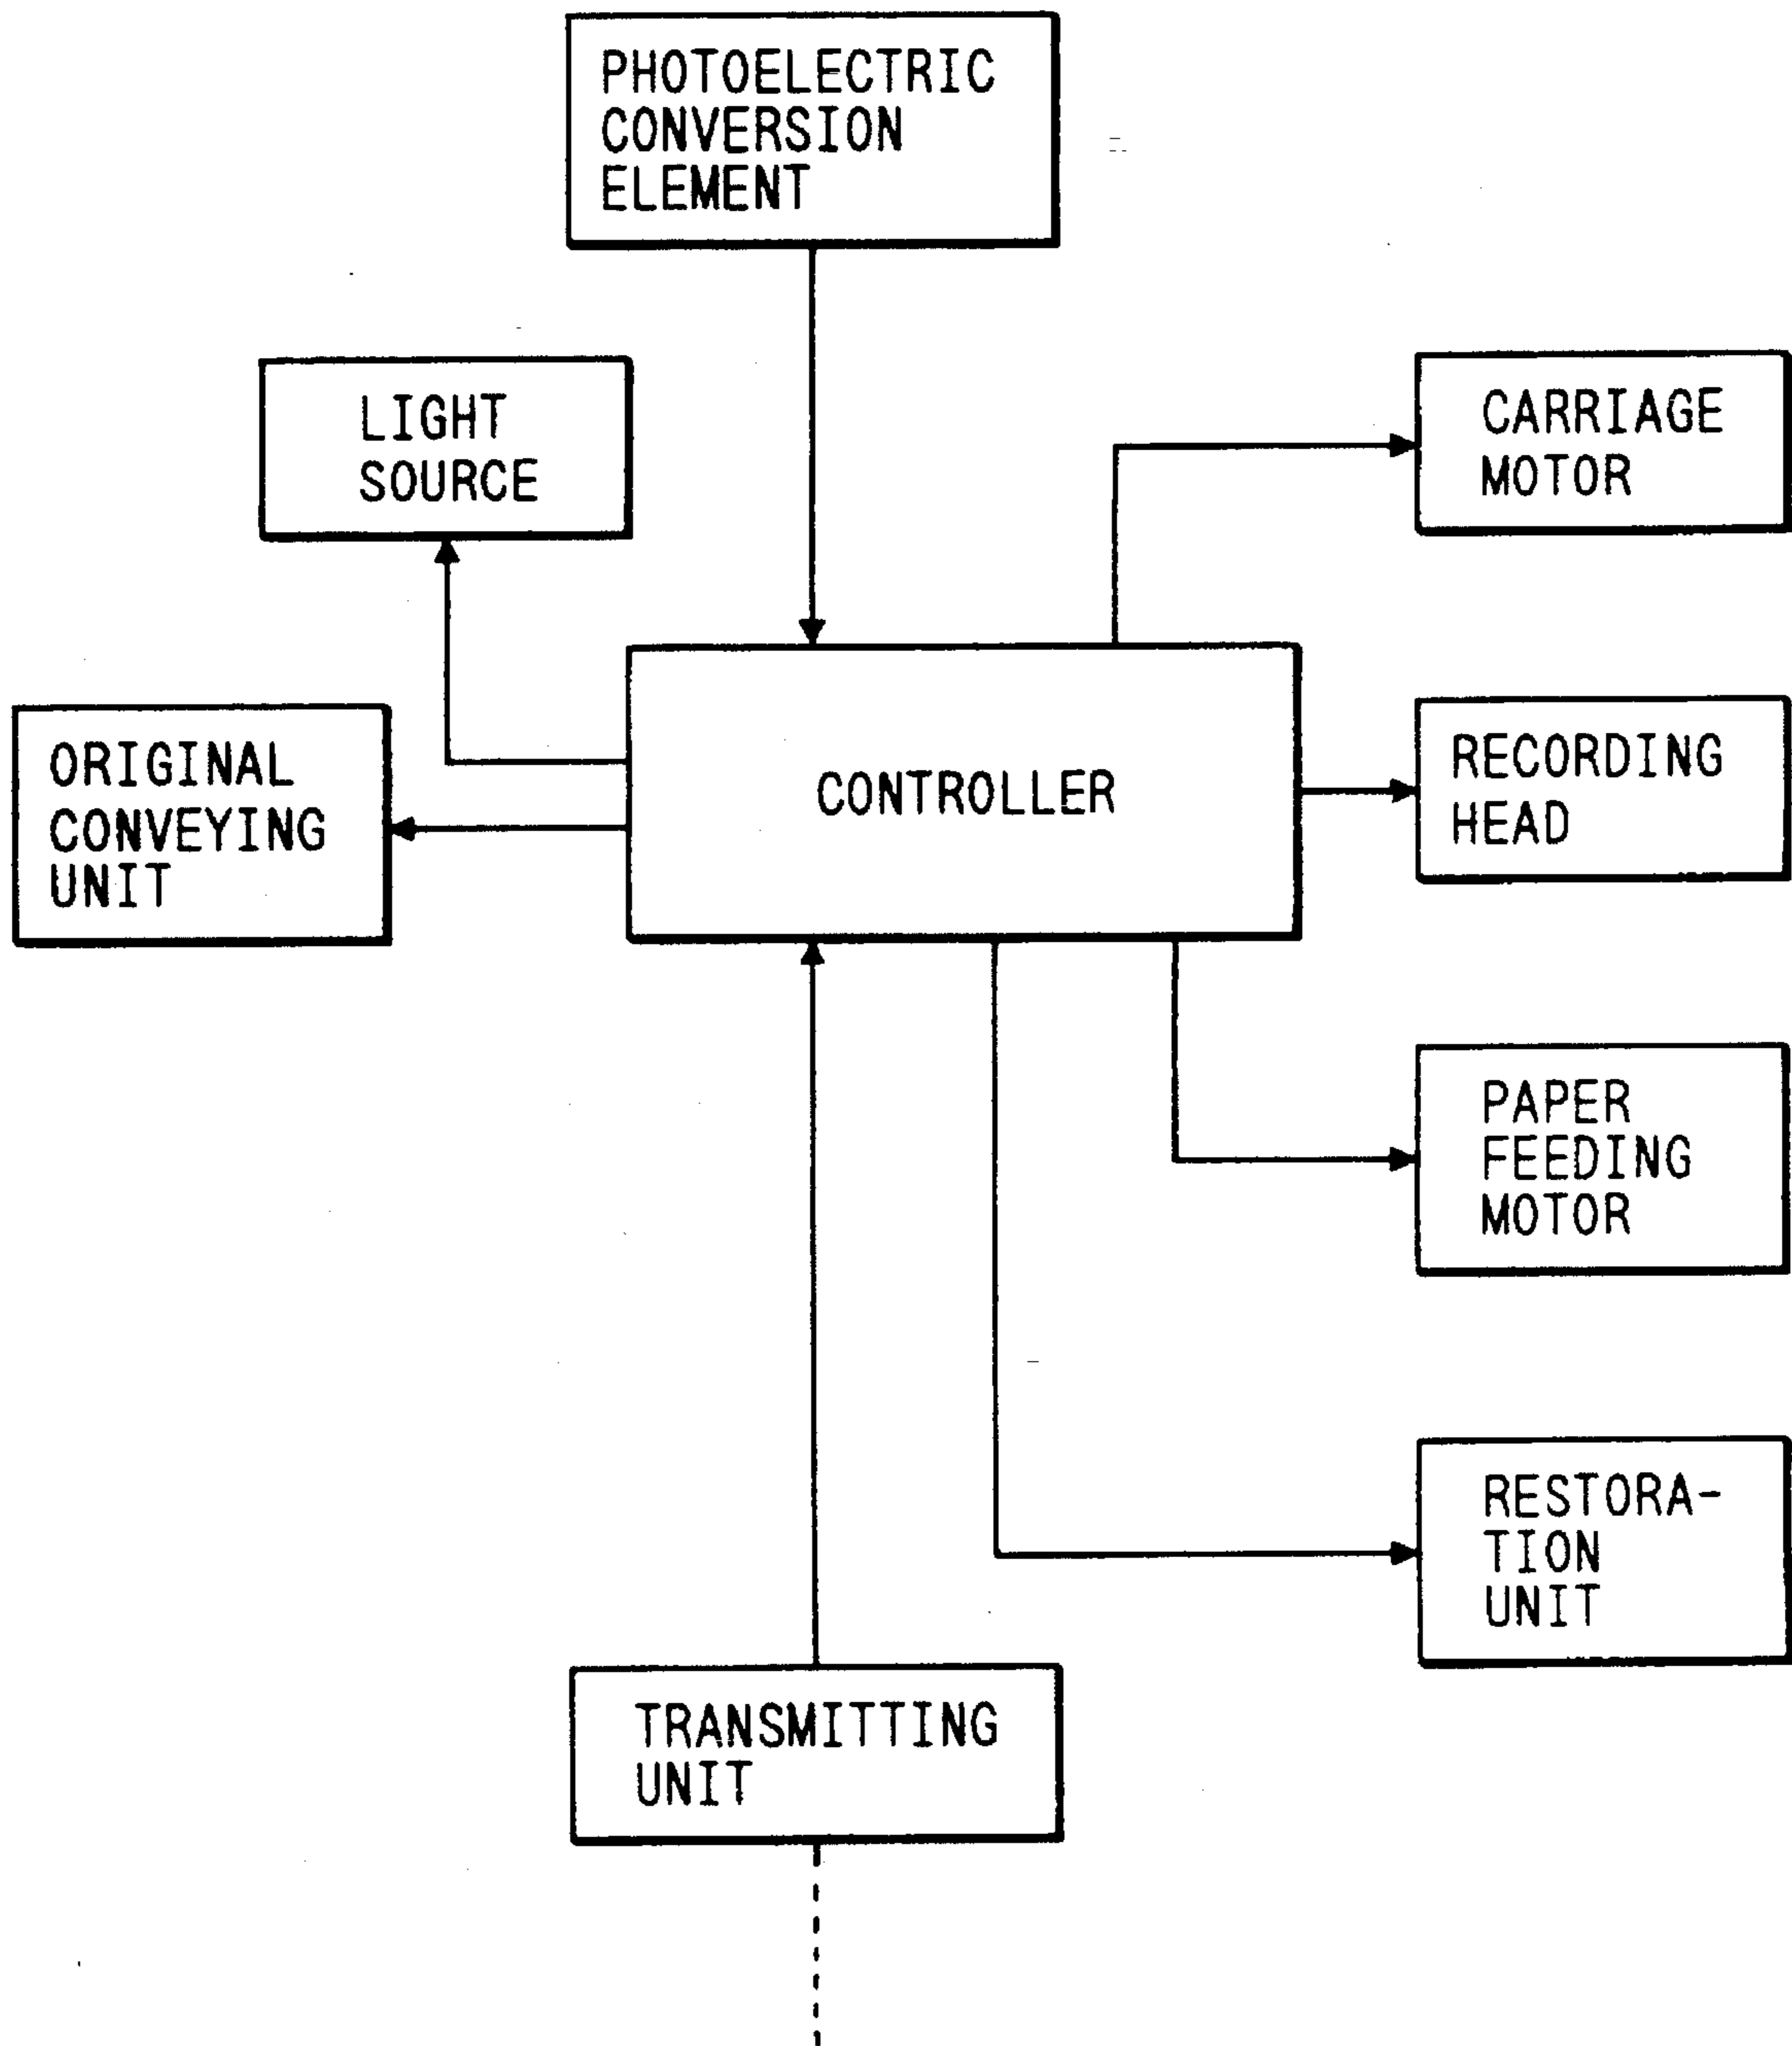 PHOTOELECTRIC
CONVERSION
ELEMENT
LIGHT
SOURCE
CARRIAGE
MOTOR
ORIGINAL
CONVEYING
UNIT
CONTROLLER
RECORDING
HEAD
PAPER
FEEDING
MOTOR
RESTORA-
TION
UNIT
TRANSMITTING
UNIT